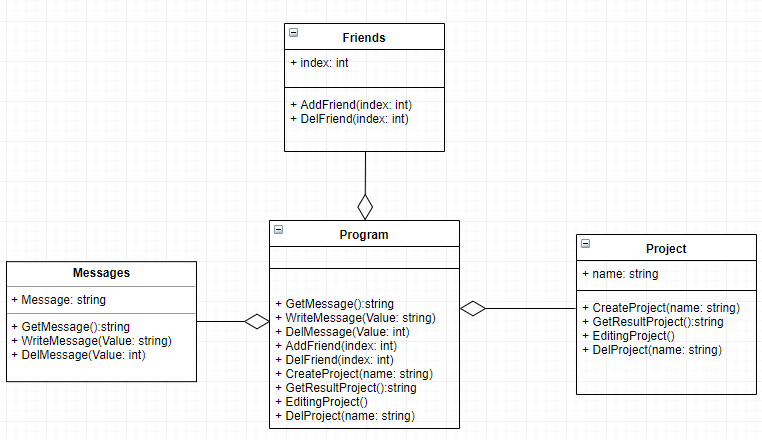 Friends
+ index: int
+ AddFriend(index: int)
+ DelFriend(index: int)
Program
+ GetMessage():string
+ WriteMessage(Value: string)
+ DelMessage(Value: int)
+ AddFriend(index: int)
+ DelFriend(index: int)
+ CreateProject(name: string)
+ GetResultProject():string
+ EditingProject()
+ DelProject(name: string)
Messages
+ Message: string
+ GetMessage():string
+ WriteMessage(Value: string)
+ DelMessage(Value: int)
Project
+ name: string
+ CreateProject(name: string)
+ GetResultProject():string
+ EditingProject()
+ DelProject(name: string)